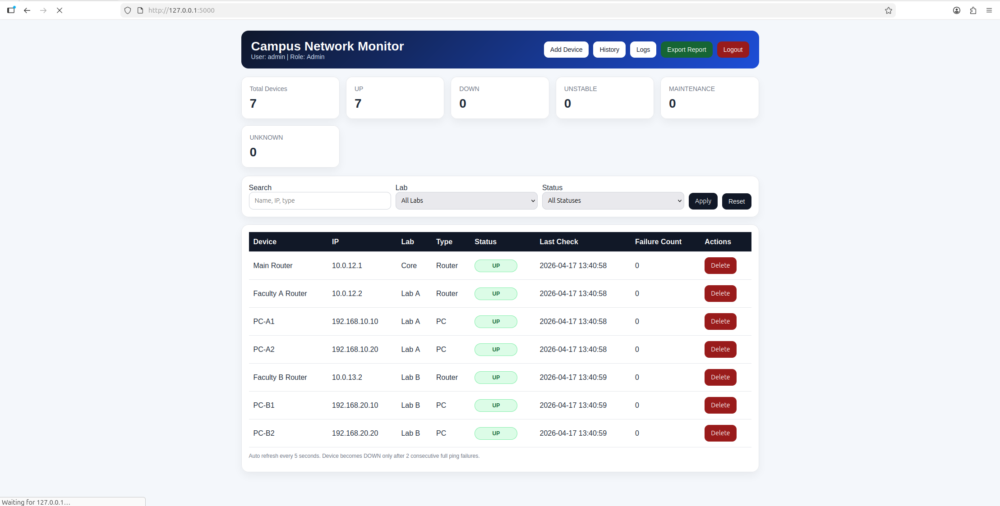 http://127.0.0.1:5000
Campus Network Monitor
User: admin | Role: Admin
Add Device History Logs Export Report Logout
Total Devices UP DOWN UNSTABLE MAINTENANCE
7 7 0 0 0
UNKNOWN
0
Search Lab Status
Name, IP, type All Labs All Statuses Apply Reset
Device IP Lab Type Status Last Check Failure Count Actions
Main Router 10.0.12.1 Core Router UP 2026-04-17 13:40:58 0 Delete
Faculty A Router 10.0.12.2 Lab A Router UP 2026-04-17 13:40:58 0 Delete
PC-A1 192.168.10.10 Lab A PC UP 2026-04-17 13:40:58 0 Delete
PC-A2 192.168.10.20 Lab A PC UP 2026-04-17 13:40:58 0 Delete
Faculty B Router 10.0.13.2 Lab B Router UP 2026-04-17 13:40:59 0 Delete
PC-B1 192.168.20.10 Lab B PC UP 2026-04-17 13:40:59 0 Delete
PC-B2 192.168.20.20 Lab B PC UP 2026-04-17 13:40:59 0 Delete
Auto refresh every 5 seconds. Device becomes DOWN only after 2 consecutive full ping failures.
Waiting for 127.0.0.1…